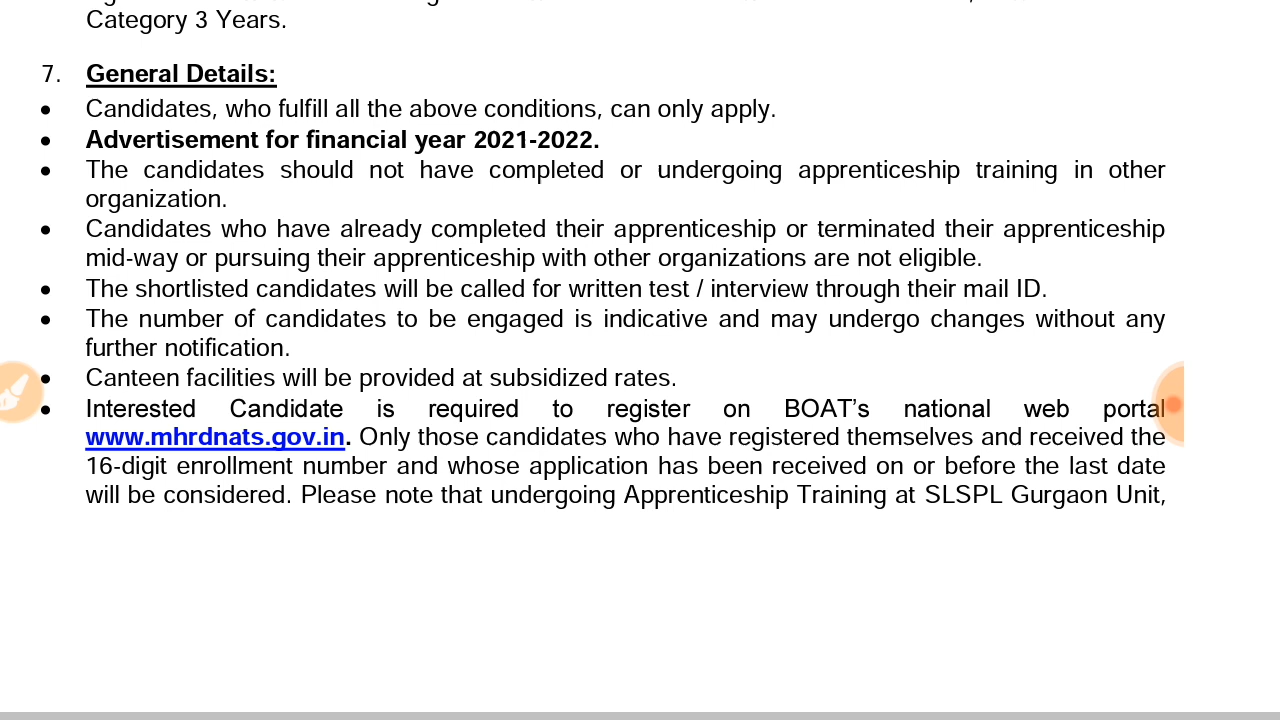 Category 3 Years.
7. General Details:
• Candidates, who fulfill all the above conditions, can only apply.
• Advertisement for financial year 2021-2022.
• The candidates should not have completed or undergoing apprenticeship training in other
organization.
• Candidates who have already completed their apprenticeship or terminated their apprenticeship
mid-way or pursuing their apprenticeship with other organizations are not eligible.
• The shortlisted candidates will be called for written test / interview through their mail ID.
• The number of candidates to be engaged is indicative and may undergo changes without any
further notification.
• Canteen facilities will be provided at subsidized rates.
• Interested Candidate is required to register on BOAT's national web portal
www.mhrdnats.gov.in. Only those candidates who have registered themselves and received the
16-digit enrollment number and whose application has been received on or before the last date
will be considered. Please note that undergoing Apprenticeship Training at SLSPL Gurgaon Unit,